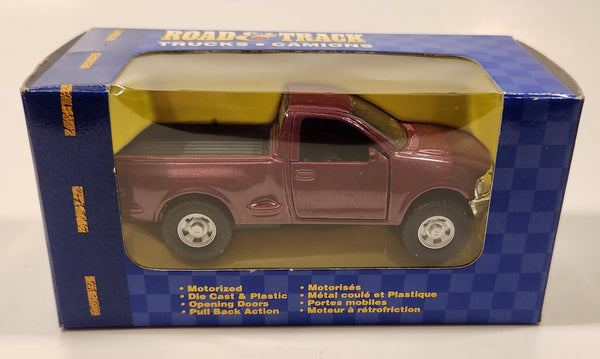 ROAD & TRACK
TRUCKS • CAMIONS
• Motorized
• Die Cast & Plastic
• Opening Doors
• Pull Back Action
• Motorisés
• Métal coulé et Plastique
• Portes mobiles
• Moteur à rétrofriction